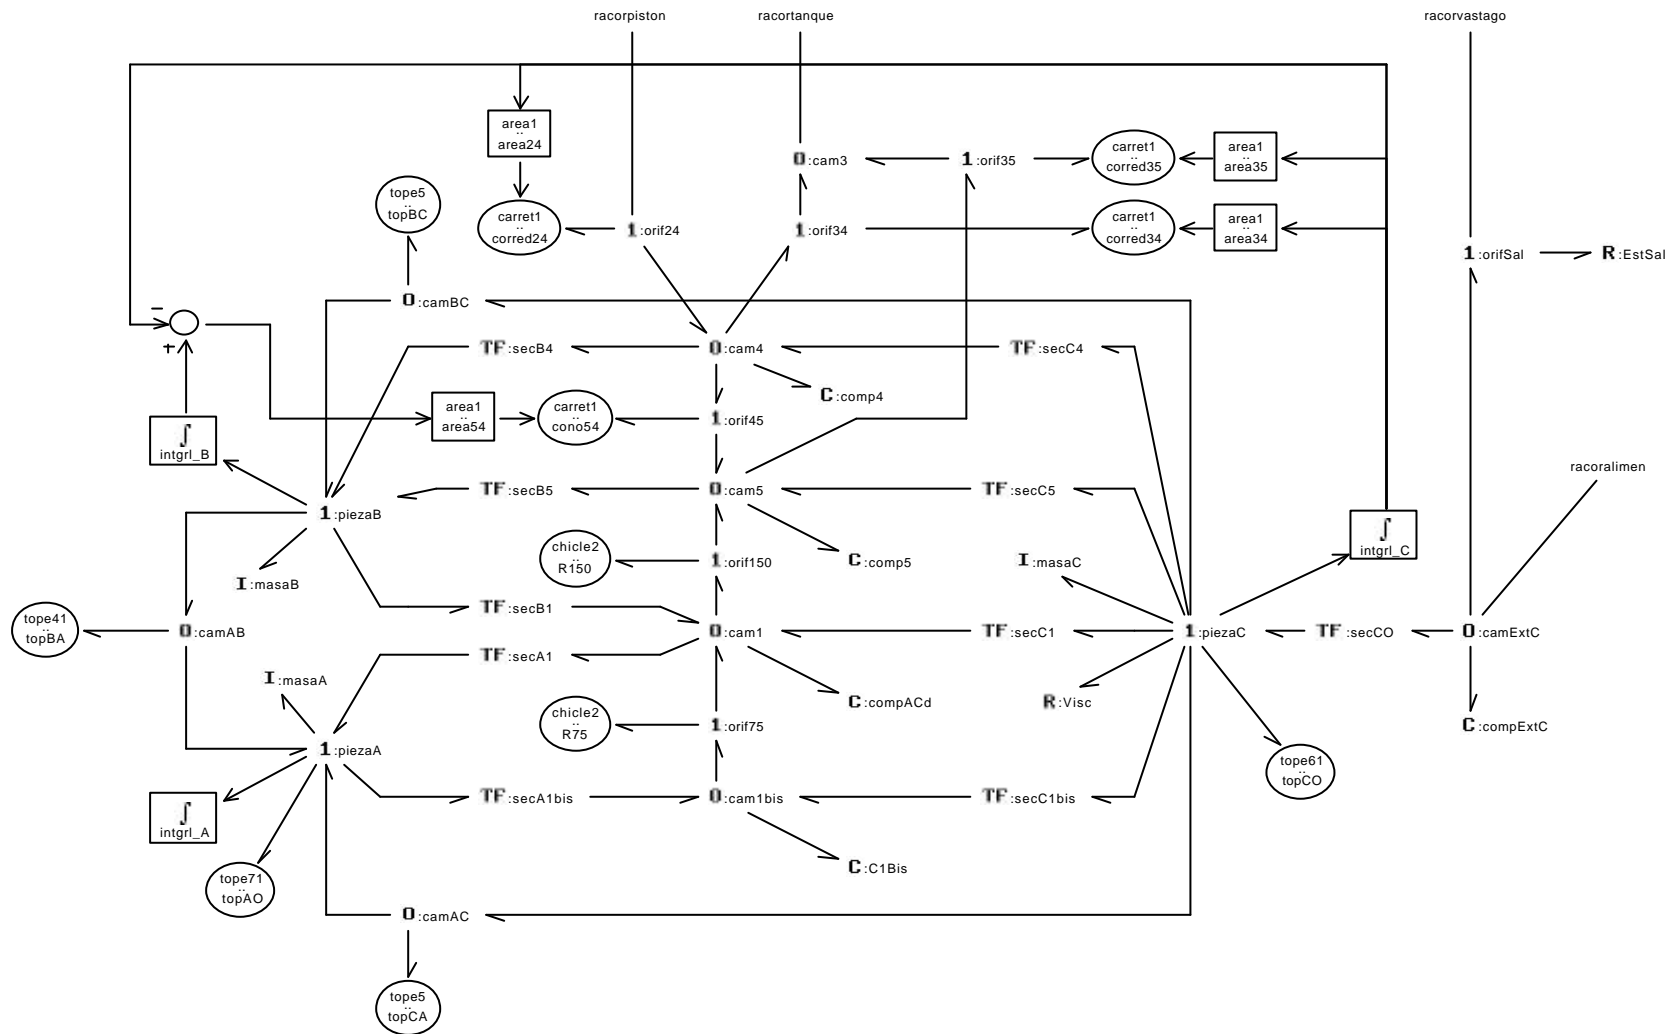 racorpiston
racortanque
racorvastago
area1
..
area24
0:cam3
1:orif35
carret1
..
corred35
area1
..
area35
tope5
..
topBC
carret1
..
corred24
1:orif24
1:orif34
carret1
..
corred34
area1
..
area34
1:orifSal
R:EstSal
0:camBC
-
+
TF:secB4
0:cam4
TF:secC4
C:comp4
area1
..
area54
carret1
..
cono54
1:orif45
∫
intgrl_B
racoralimen
TF:secB5
0:cam5
TF:secC5
1:piezaB
∫
intgrl_C
chicle2
..
R150
1:orif150
C:comp5
I:masaC
I:masaB
TF:secB1
tope41
..
topBA
0:camAB
0:cam1
TF:secC1
1:piezaC
TF:secCO
0:camExtC
TF:secA1
I:masaA
C:compACd
R:Visc
chicle2
..
R75
1:orif75
C:compExtC
1:piezaA
tope61
..
topCO
TF:secA1bis
0:cam1bis
TF:secC1bis
∫
intgrl_A
C:C1Bis
tope71
..
topAO
0:camAC
tope5
..
topCA